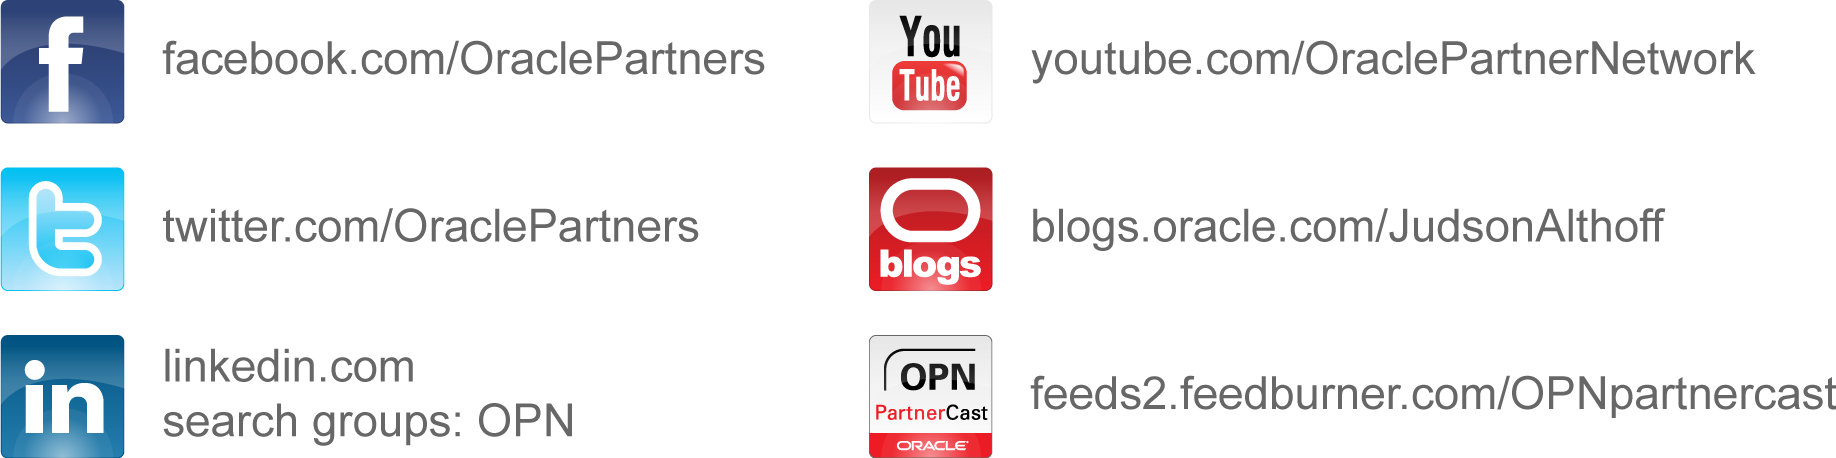 f
facebook.com/OraclePartners
t
twitter.com/OraclePartners
in
linkedin.com
search groups: OPN
You
Tube
youtube.com/OraclePartnerNetwork
blogs
blogs.oracle.com/JudsonAlthoff
OPN
PartnerCast
ORACLE
feeds2.feedburner.com/OPNpartnercast